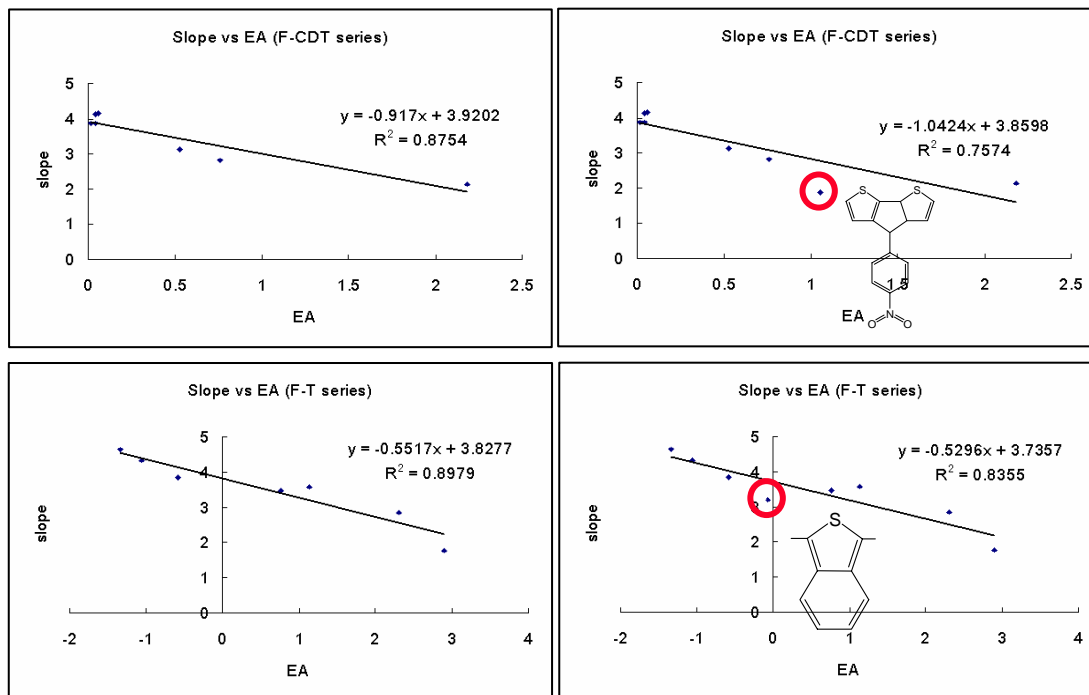 Slope vs EA (F-CDT series)
5
4
3
2
1
0
slope
y = -0.917x + 3.9202
R² = 0.8754
0 0.5 1 1.5 2 2.5
EA
Slope vs EA (F-CDT series)
5
4
3
2
1
0
slope
y = -1.0424x + 3.8598
R² = 0.7574
S S
N
O O
0 0.5 1 1.5 2 2.5
EA
Slope vs EA (F-T series)
5
4
3
2
1
0
slope
y = -0.5517x + 3.8277
R² = 0.8979
-2 -1 0 1 2 3 4
EA
Slope vs EA (F-T series)
5
4
3
2
1
0
slope
y = -0.5296x + 3.7357
R² = 0.8355
S
-2 -1 0 1 2 3 4
EA